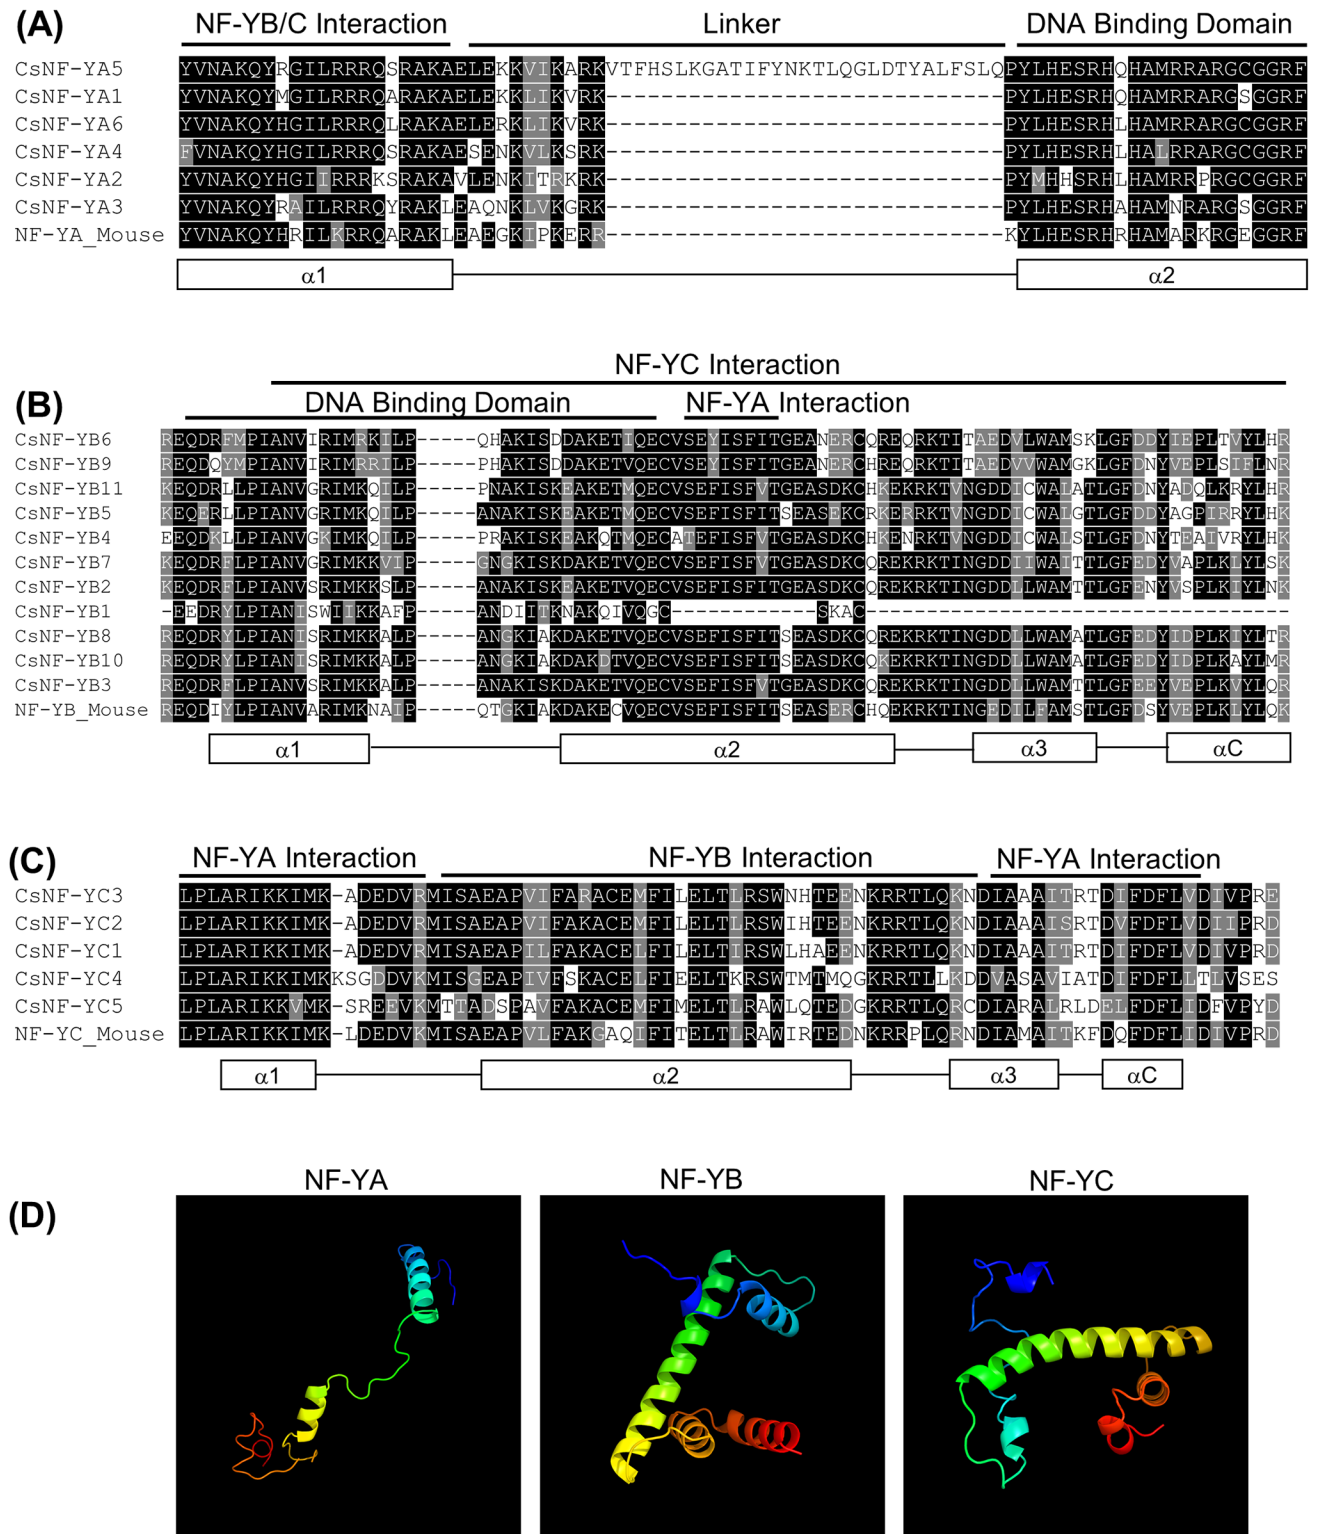 (A)
NF-YB/C Interaction Linker DNA Binding Domain
CsNF-YA5 YVNAKQYRGILRRRQSRAKAELEKKVIKARKVTFHSLKGATIFYNKTLQGLDTYALFSLQPYLHESRHQHAMRRARGCGGRF
CsNF-YA1 YVNAKQYMGILRRRQARAKAELEKKLIKVRK-----------------------------PYLHESRHQHAMRRARGSGGRF
CsNF-YA6 YVNAKQYHGILRRRQLRAKAELERKLIKVRK-----------------------------PYLHESRHLHAMRRARGCGGRF
CsNF-YA4 FVNAKQYHGILRRRQSRAKAESENKVLKSRK-----------------------------PYLHESRHLHALRRARGCGGRF
CsNF-YA2 YVNAKQYHGIIRRRKSRAKAVLENKITRKRK-----------------------------PYMHHSRHLHAMRRPRGCGGRF
CsNF-YA3 YVNAKQYRAILRRRQYRAKLEAQNKLVKGRK-----------------------------PYLHESRHAHAMNRARGSGGRF
NF-YA_Mouse YVNAKQYHRILKRRQARAKLEAEGKIPKERR-----------------------------KYLHESRHRHAMARKRGEGGRF
α1 α2
NF-YC Interaction
(B)
DNA Binding Domain NF-YA Interaction
CsNF-YB6 REQDRFMPIANVIRIMRKILP-----QHAKISDDAKETIQECVSEYISFITGEANERCQREQRKTITAEDVLWAMSKLGFDDYIEPLTVYLHR
CsNF-YB9 REQDQYMPIANVIRIMRRILP-----PHAKISDDAKETVQECVSEYISFITGEANERCHREQRKTITAEDVVWAMGKLGFDNYVEPLSIFLNR
CsNF-YB11 KEQDRLLPIANVGRIMKQILP-----PNAKISKEAKETMQECVSEFISFVTGEASDKCHKEKRKTVNGDDICWALATLGFDNYADQLKRYLHR
CsNF-YB5 KEQERLLPIANVGRIMKQILP-----ANAKISKEAKETMQECVSEFISFITSEASEKCRKERRKTVNGDDICWALGTLGFDDYAGPIRRYLHK
CsNF-YB4 EEQDKLLPIANVGKIMKQILP-----PRAKISKEAKQTMQECATEFISFVTGEASDKCHKENRKTVNGDDICWALSTLGFDNYTEAIVRYLHK
CsNF-YB7 KEQDRFLPIANVGRIMKKVIP-----GNGKISKDAKETVQECVSEFISFVTGEASDKCQREKRKTINGDDIIWAITTLGFEDYVAPLKLYLSK
CsNF-YB2 KEQDRFLPIANVSRIMKKSLP-----ANAKISKEAKETVQECVSEFISFITGEASDKCQREKRKTINGDDLLWAMTTLGFENYVSPLKIYLNK
CsNF-YB1 -EEDRYLPIANISWIIKKAFP-----ANDIITKNAKQIVQGC------------SKAC-----------------------------------
CsNF-YB8 REQDRYLPIANISRIMKKALP-----ANGKIAKDAKETVQECVSEFISFITSEASDKCQREKRKTINGDDLLWAMATLGFEDYIDPLKIYLTR
CsNF-YB10 REQDRYLPIANISRIMKKALP-----ANGKIAKDAKDTVQECVSEFISFITSEASDKCQKEKRKTINGDDLLWAMATLGFEDYIDPLKAYLMR
CsNF-YB3 REQDRFLPIANVSRIMKKALP-----ANAKISKDAKETVQECVSEFISFVTGEASDKCQREKRKTINGDDLLWAMTTLGFEDYVEPLKVYLQR
NF-YB_Mouse REQDIYLPIANVARIMKNAIP-----QTGKIAKDAKECVQECVSEFISFITSEASERCHQEKRKTINGEDILFAMSTLGFDSYVEPLKLYLQK
α1 α2 α3 αC
(C)
NF-YA Interaction NF-YB Interaction NF-YA Interaction
CsNF-YC3 LPLARIKKIMK-ADEDVRMISAEAPVIFARACEMFILELTLRSWNHTEENKRRTLQKNDIAAAITRTDIFDFLVDIVPRE
CsNF-YC2 LPLARIKKIMK-ADEDVRMISAEAPVIFAKACEMFILELTLRSWIHTEENKRRTLQKNDIAAAISRTDIFDFLVDIIPRD
CsNF-YC1 LPLARIKKIMK-ADEDVRMISAEAPILFAKACELFILELTIRSWLHAEENKRRTLQKNDIAAAITRTDIFDFLVDIVPRD
CsNF-YC4 LPLARIKKIMKKSGDDVKMISGEAPIVFSKACELFIEELTKRSWTMTMQGKRRTLLKDDVASAVIATDIFDFLLTLVSES
CsNF-YC5 LPLARIKKVMK-SREEVKMTTADSPAVFAKACEMFIMELTLRAWLQTEDGKRRTLQRCDIARALRLDELFDFLIDFVPYD
NF-YC_Mouse LPLARIKKIMK-LDEDVKMISAEAPVLFAKGAQIFITELTLRAWIRTEDNKRRPLQRNDIAMAITKFDQFDFLIDIVPRD
α1 α2 α3 αC
(D)
NF-YA NF-YB NF-YC